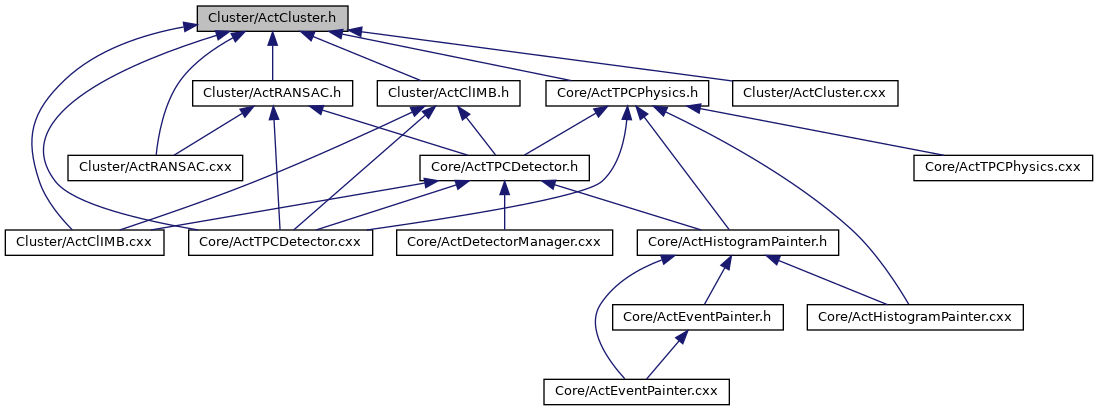 Cluster/ActCluster.h
Cluster/ActRANSAC.h
Cluster/ActClIMB.h
Core/ActTPCPhysics.h
Cluster/ActCluster.cxx
Cluster/ActRANSAC.cxx
Core/ActTPCDetector.h
Core/ActTPCPhysics.cxx
Cluster/ActClIMB.cxx
Core/ActTPCDetector.cxx
Core/ActDetectorManager.cxx
Core/ActHistogramPainter.h
Core/ActEventPainter.h
Core/ActHistogramPainter.cxx
Core/ActEventPainter.cxx